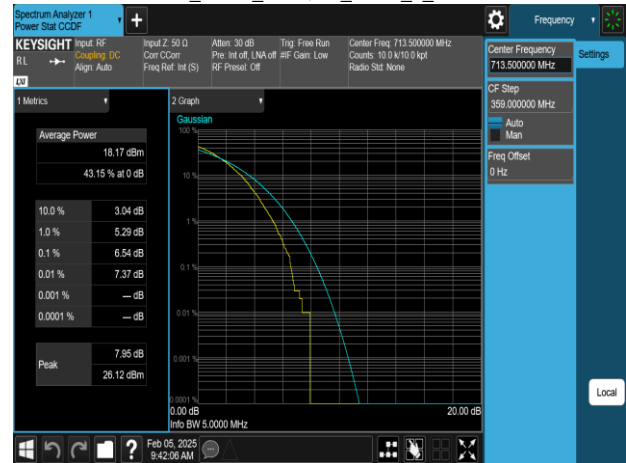 Spectrum Analyzer 1
Power Stat CCDF
Frequency
KEYSIGHT
RL
LXI
Input: RF
Coupling: DC
Align: Auto
Input Z: 50 Ω
Corr CCorr
Freq Ref: Int (S)
Atten: 30 dB
Pre: Int off, LNA off
RF Presel: Off
Trig: Free Run
#IF Gain: Low
Center Freq: 713.500000 MHz
Counts: 10.0 k/10.0 kpt
Radio Std: None
Center Frequency
713.500000 MHz
Settings
CF Step
359.000000 MHz
Auto
Man
Freq Offset
0 Hz
1 Metrics
Average Power
18.17 dBm
43.15 % at 0 dB
10.0 % 3.04 dB
1.0 % 5.29 dB
0.1 % 6.54 dB
0.01 % 7.37 dB
0.001 % --- dB
0.0001 % --- dB
Peak
7.95 dB
26.12 dBm
2 Graph
Gaussian
100 %
10 %
1 %
0.1 %
0.01 %
0.001 %
0.0001 %
0.00 dB 20.00 dB
Info BW 5.0000 MHz
Local
?
Feb 05, 2025
9:42:06 AM